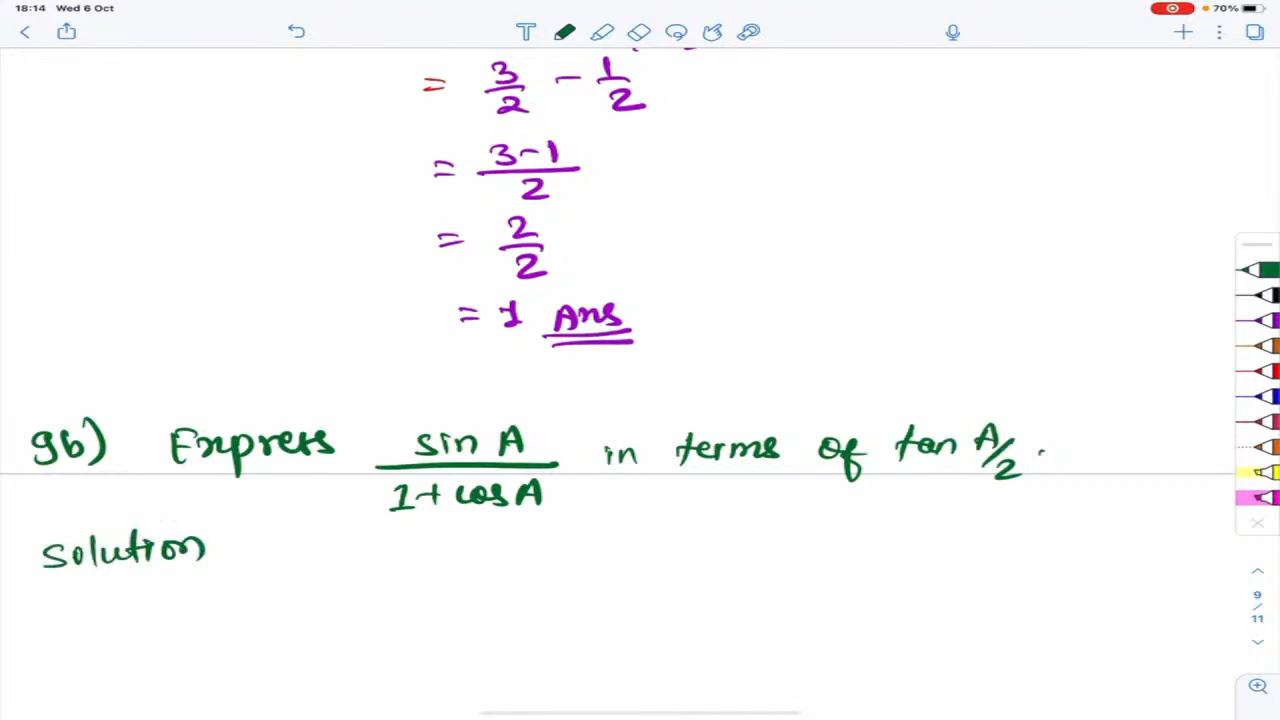 18:14 Wed 6 Oct
70%
= 3/2 - 1/2
= 3-1/2
= 2/2
= 1 Ans
9b) Express sin A / 1+cos A in terms of tan A/2.
Solution
9
/
11